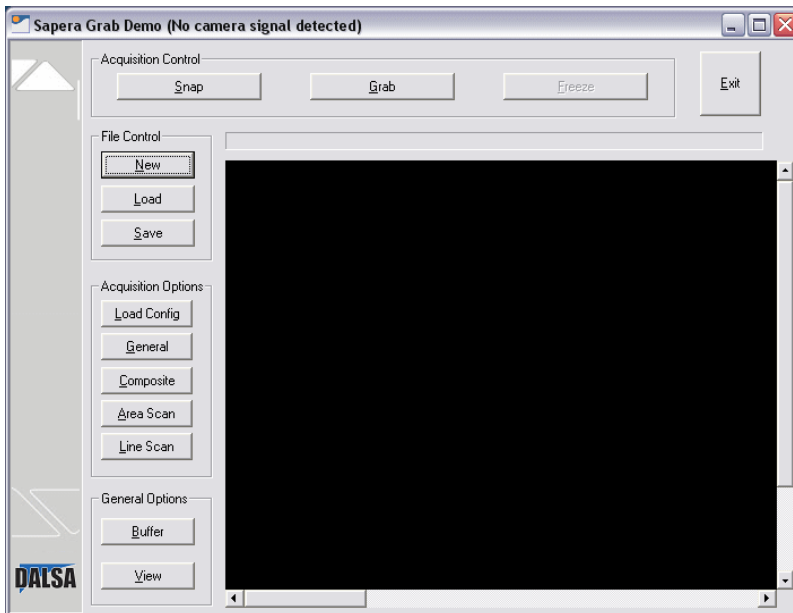 Sapera Grab Demo (No camera signal detected)
Acquisition Control
Snap
Grab
Freeze
Exit
File Control
New
Load
Save
Acquisition Options
Load Config
General
Composite
Area Scan
Line Scan
General Options
Buffer
View
DALSA